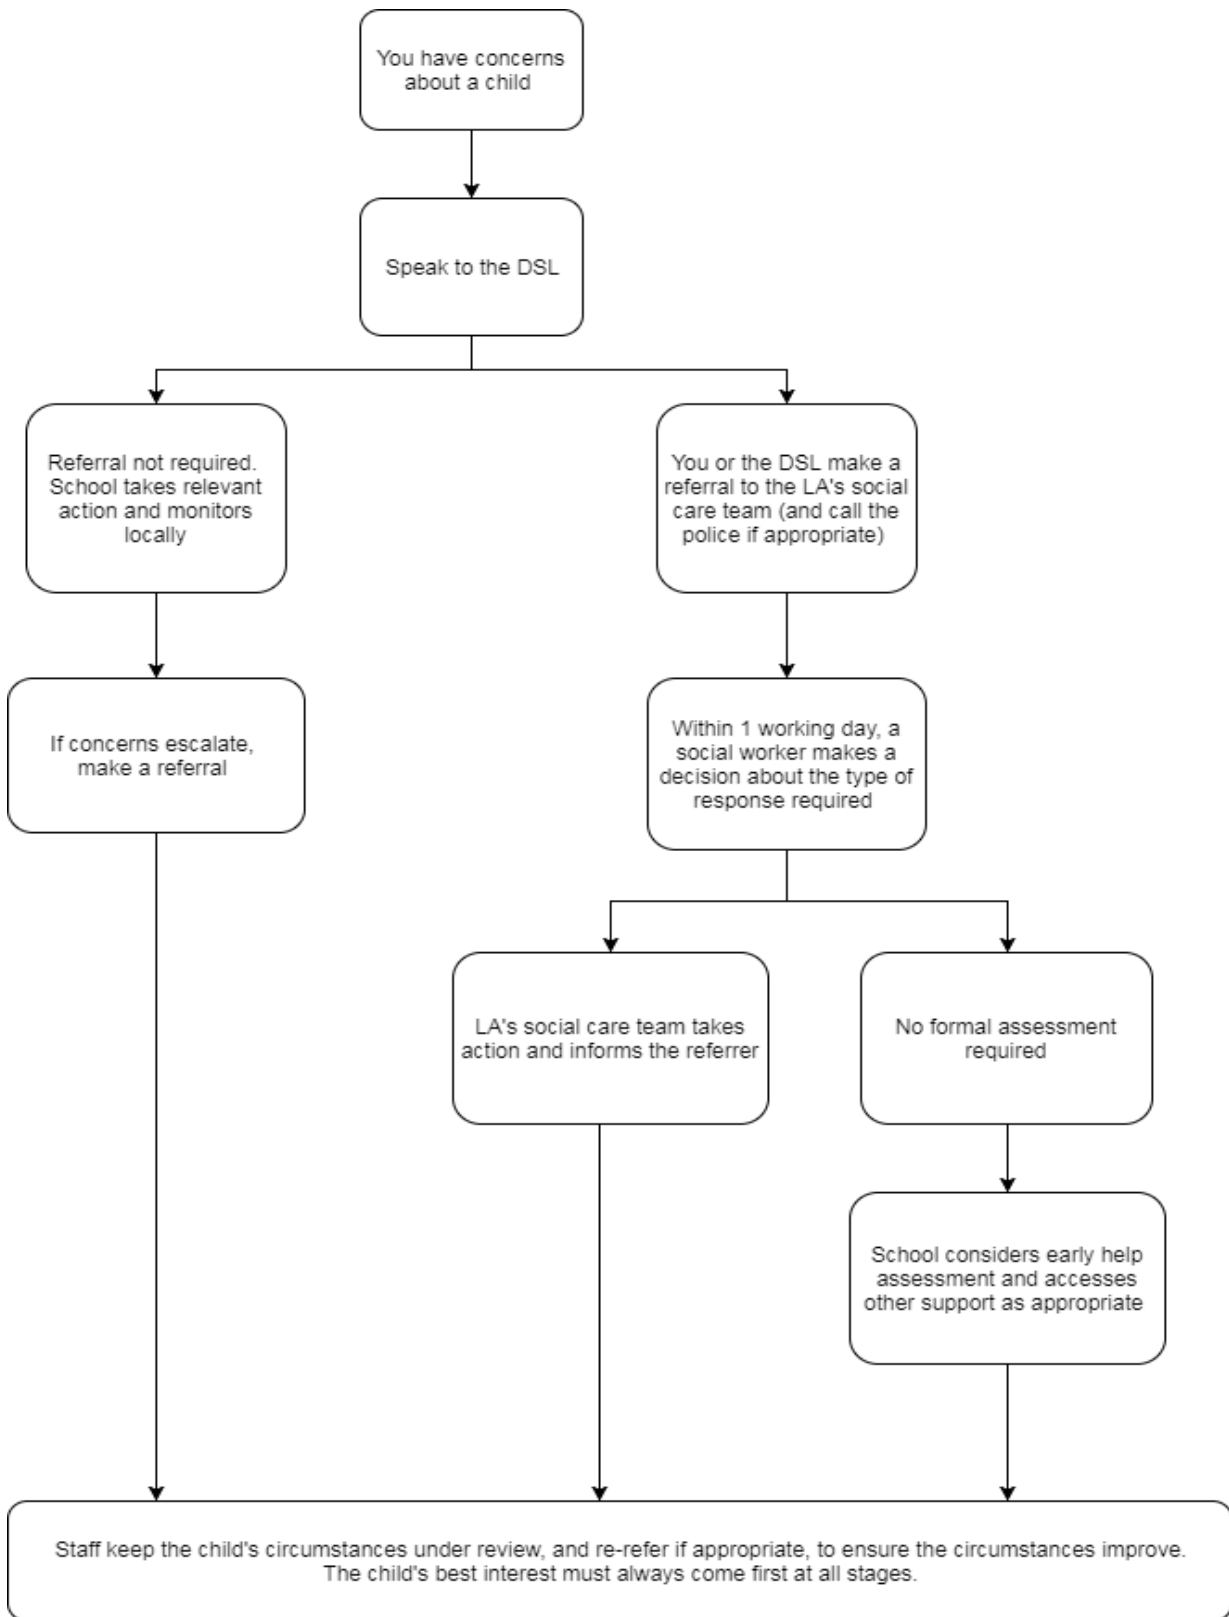 You have concerns
about a child
Speak to the DSL
Referral not required.
School takes relevant
action and monitors
locally
You or the DSL make a
referral to the LA's social
care team (and call the
police if appropriate)
If concerns escalate,
make a referral
Within 1 working day, a
social worker makes a
decision about the type of
response required
LA's social care team takes
action and informs the referrer
No formal assessment
required
School considers early help
assessment and accesses
other support as appropriate
Staff keep the child's circumstances under review, and re-refer if appropriate, to ensure the circumstances improve.
The child's best interest must always come first at all stages.